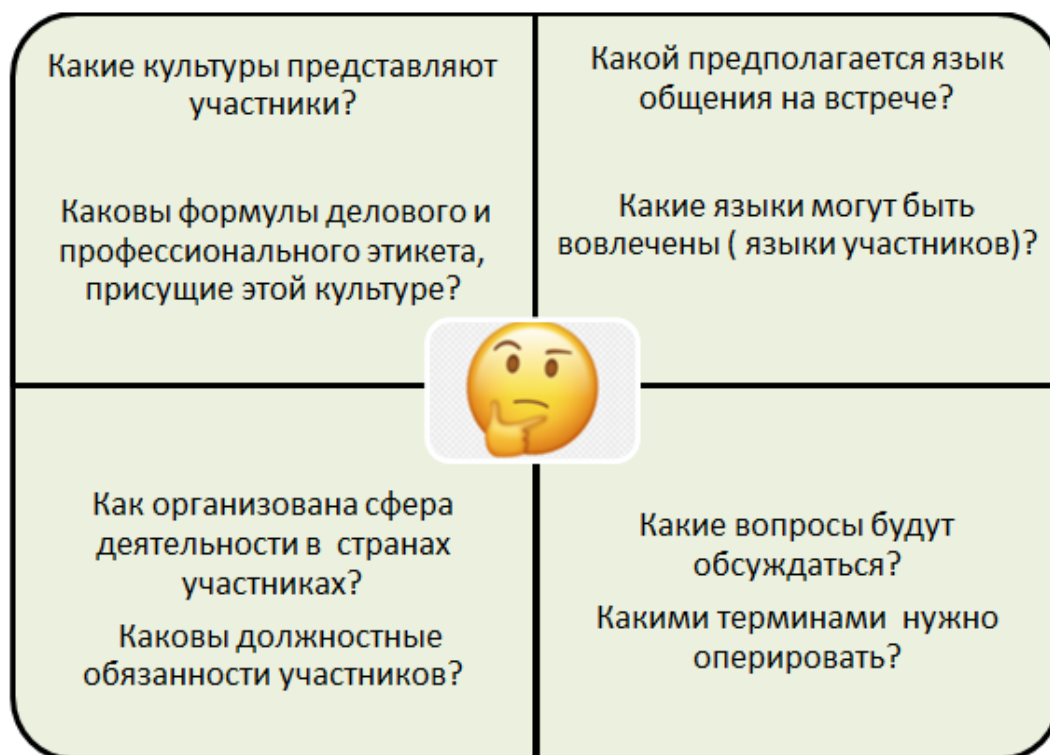 Какие культуры представляют
участники?
Каковы формулы делового и
профессионального этикета,
присущие этой культуре?
Какой предполагается язык
общения на встрече?
Какие языки могут быть
вовлечены ( языки участников)?
Как организована сфера
деятельности в странах
участниках?
Каковы должностные
обязанности участников?
Какие вопросы будут
обсуждаться?
Какими терминами нужно
оперировать?